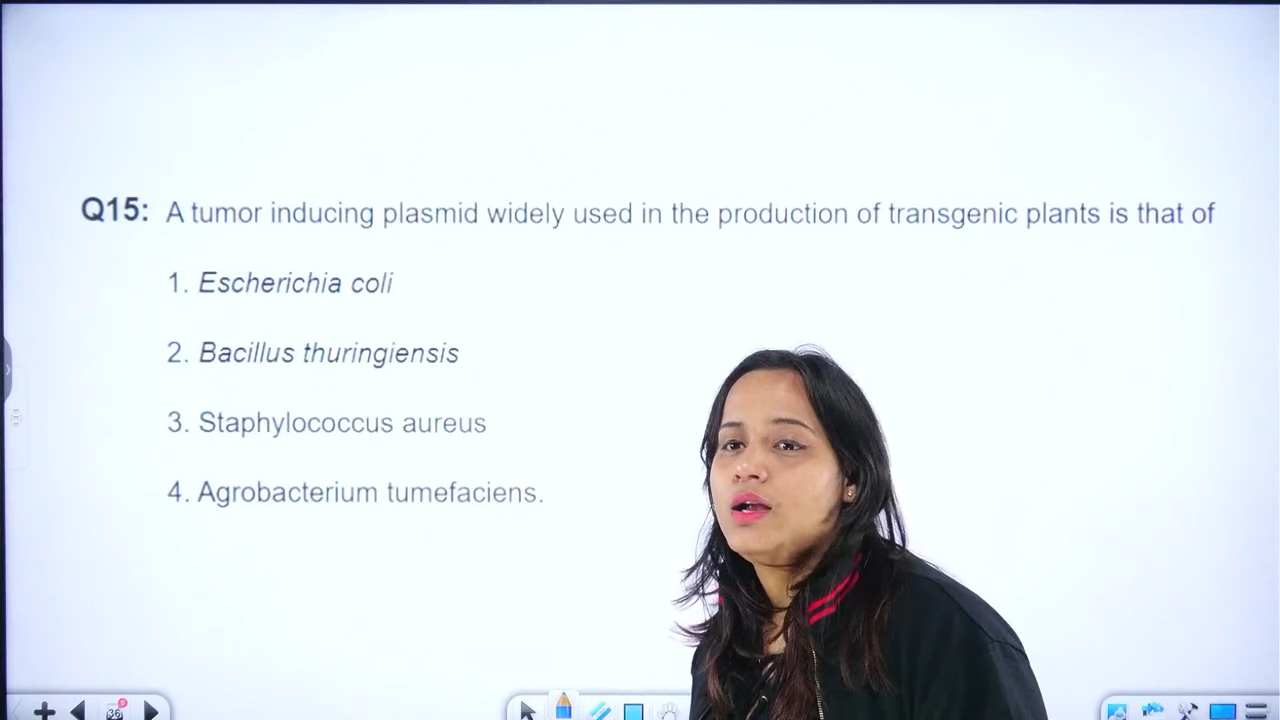 Q15: A tumor inducing plasmid widely used in the production of transgenic plants is that of
1. Escherichia coli
2. Bacillus thuringiensis
3. Staphylococcus aureus
4. Agrobacterium tumefaciens.